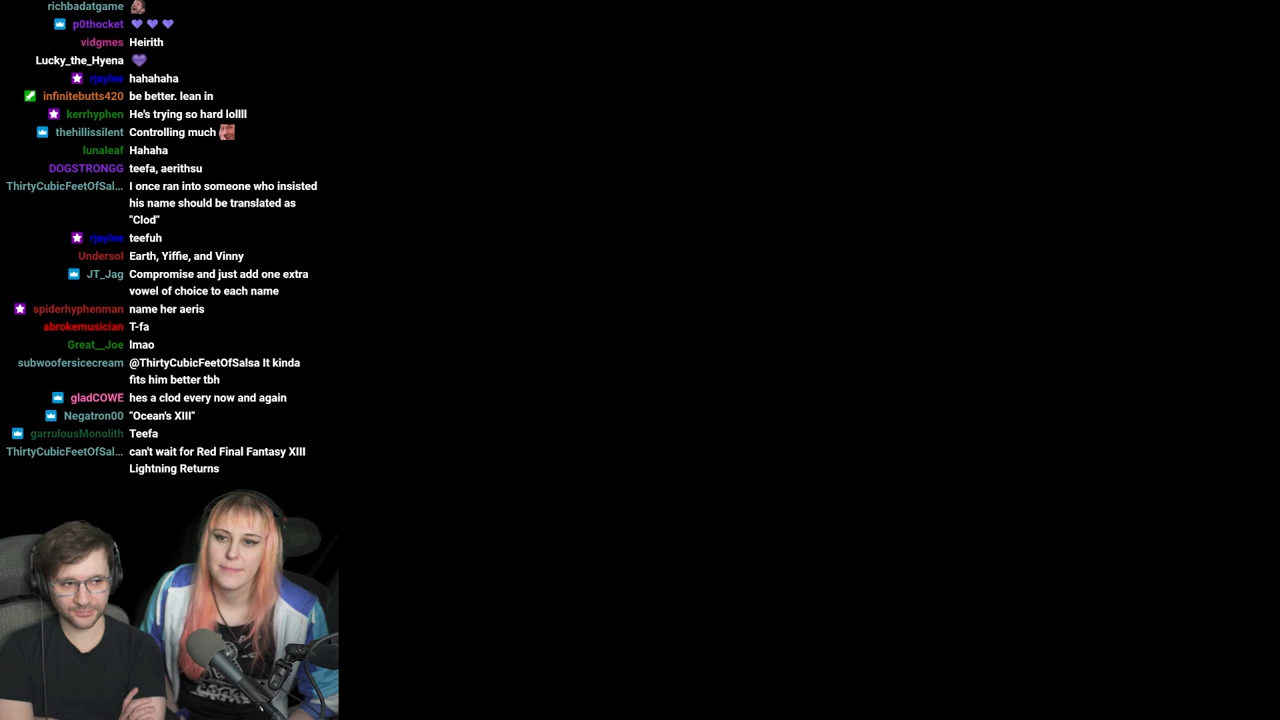 richbadatgame
p0thocket
vidgmes Heirith
Lucky_the_Hyena
rjaylee hahahaha
infinitebutts420 be better. lean in
kerrhyphen He's trying so hard lollll
thehillissilent Controlling much
lunaleaf Hahaha
DOGSTRONGG teefa, aerithsu
ThirtyCubicFeetOfSal... I once ran into someone who insisted
his name should be translated as
"Clod"
rjaylee teefuh
Undersol Earth, Yiffie, and Vinny
JT_Jag Compromise and just add one extra
vowel of choice to each name
spiderhyphenman name her aeris
abrokemusician T-fa
Great__Joe lmao
subwoofersicecream @ThirtyCubicFeetOfSalsa It kinda
fits him better tbh
gladCOWE hes a clod every now and again
Negatron00 "Ocean's XIII"
garrulousMonolith Teefa
ThirtyCubicFeetOfSal... can't wait for Red Final Fantasy XIII
Lightning Returns